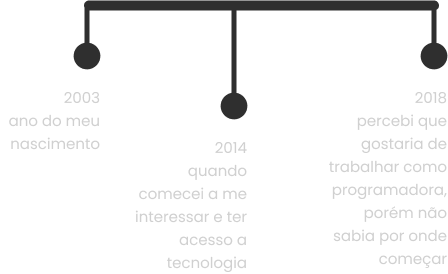 2003
ano do meu
nascimento
2014
quando
comecei a me
interessar e ter
acesso a
tecnologia
2018
percebi que
gostaria de
trabalhar como
programadora,
porém não
sabia por onde
começar